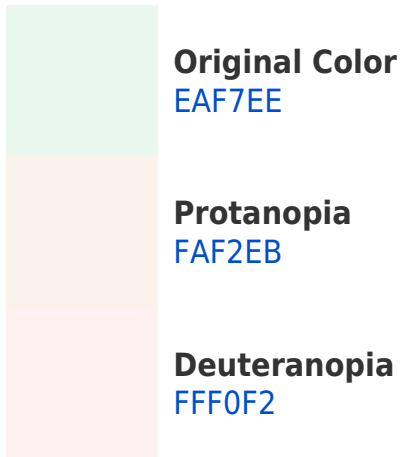 Original Color
EAF7EE
Protanopia
FAF2EB
Deuteranopia
FFF0F2